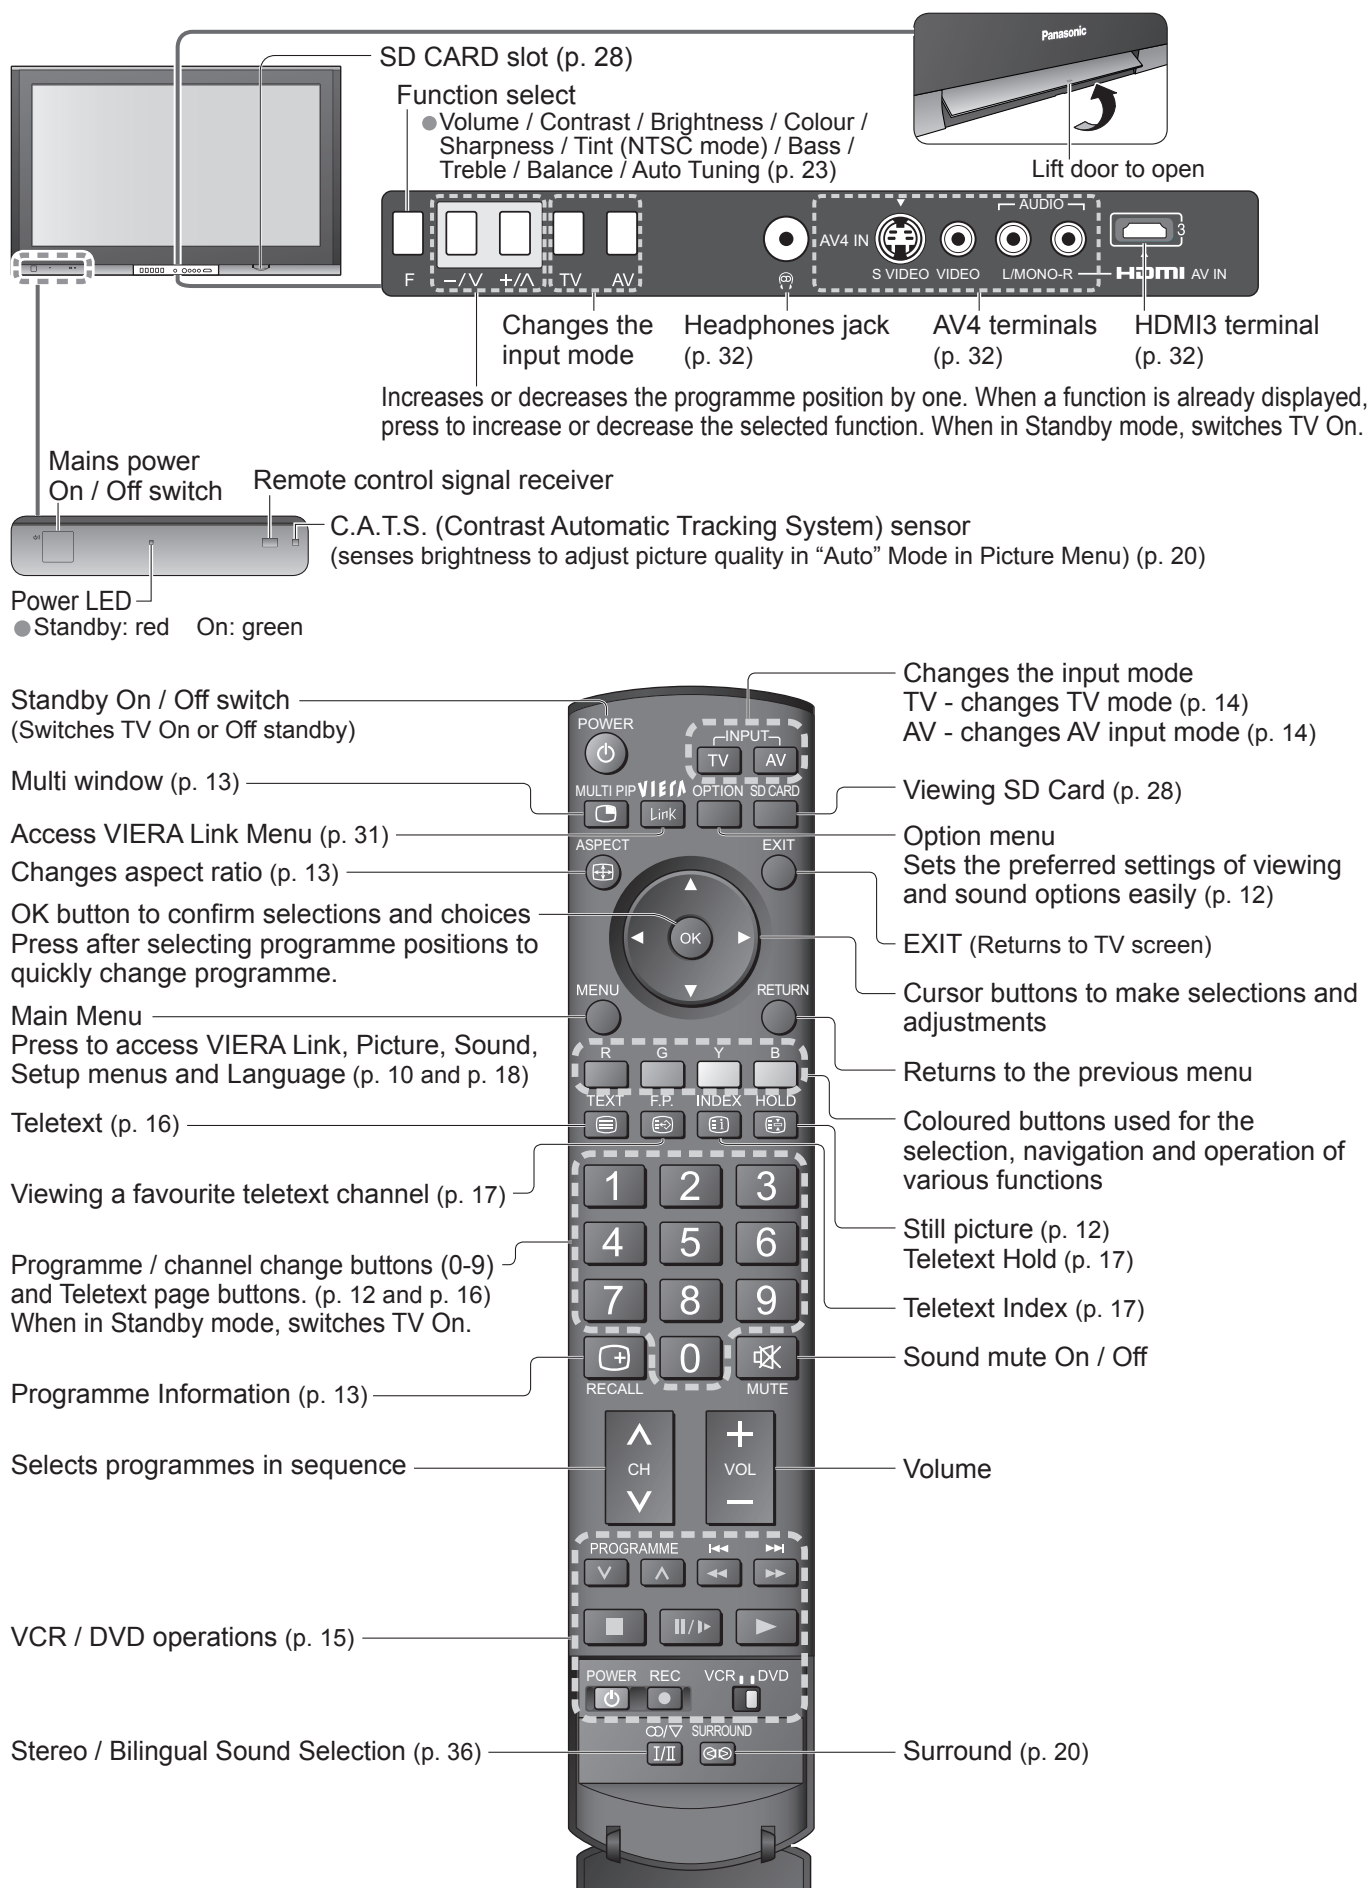 Panasonic
SD CARD slot (p. 28)
Function select
●Volume / Contrast / Brightness / Colour /
Sharpness / Tint (NTSC mode) / Bass /
Treble / Balance / Auto Tuning (p. 23)
Lift door to open
AUDIO
AV4 IN
3
S VIDEO VIDEO L/MONO-R HDMI AV IN
F −/∨ +/∧ TV AV
Changes the
input mode
Headphones jack
(p. 32)
AV4 terminals
(p. 32)
HDMI3 terminal
(p. 32)
Increases or decreases the programme position by one. When a function is already displayed,
press to increase or decrease the selected function. When in Standby mode, switches TV On.
Mains power
On / Off switch
Remote control signal receiver
C.A.T.S. (Contrast Automatic Tracking System) sensor
(senses brightness to adjust picture quality in “Auto” Mode in Picture Menu) (p. 20)
Power LED
●Standby: red On: green
Standby On / Off switch
(Switches TV On or Off standby)
Multi window (p. 13)
Access VIERA Link Menu (p. 31)
Changes aspect ratio (p. 13)
OK button to confirm selections and choices
Press after selecting programme positions to
quickly change programme.
Main Menu
Press to access VIERA Link, Picture, Sound,
Setup menus and Language (p. 10 and p. 18)
Teletext (p. 16)
Viewing a favourite teletext channel (p. 17)
Programme / channel change buttons (0-9)
and Teletext page buttons. (p. 12 and p. 16)
When in Standby mode, switches TV On.
Programme Information (p. 13)
Selects programmes in sequence
VCR / DVD operations (p. 15)
Stereo / Bilingual Sound Selection (p. 36)
POWER
INPUT
TV AV
MULTI PIP VIERA OPTION SD CARD
Link
ASPECT EXIT
OK
MENU RETURN
R G Y B
TEXT F.P. INDEX HOLD
1 2 3
4 5 6
7 8 9
0
RECALL MUTE
CH VOL
+
−
PROGRAMME
POWER REC VCR DVD
SURROUND
I/II
Changes the input mode
TV - changes TV mode (p. 14)
AV - changes AV input mode (p. 14)
Viewing SD Card (p. 28)
Option menu
Sets the preferred settings of viewing
and sound options easily (p. 12)
EXIT (Returns to TV screen)
Cursor buttons to make selections and
adjustments
Returns to the previous menu
Coloured buttons used for the
selection, navigation and operation of
various functions
Still picture (p. 12)
Teletext Hold (p. 17)
Teletext Index (p. 17)
Sound mute On / Off
Volume
Surround (p. 20)